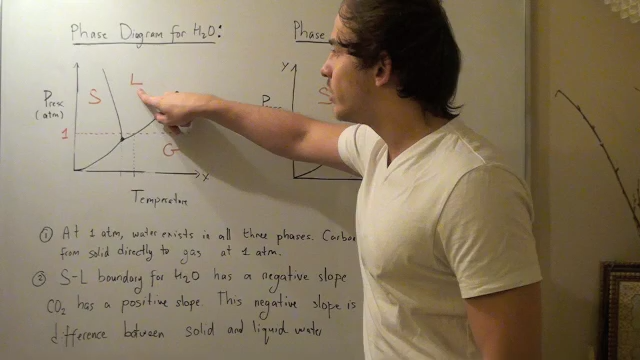 Phase Diagram for H₂O:
Phase
S
L
Y
Pressc
(atm)
S
1
G
X
Temperature
① At 1 atm, water exists in all three phases. Carbon
from solid directly to gas at 1 atm.
② S-L boundary for H₂O has a negative slope
CO₂ has a positive slope. This negative slope is
difference between solid and liquid water